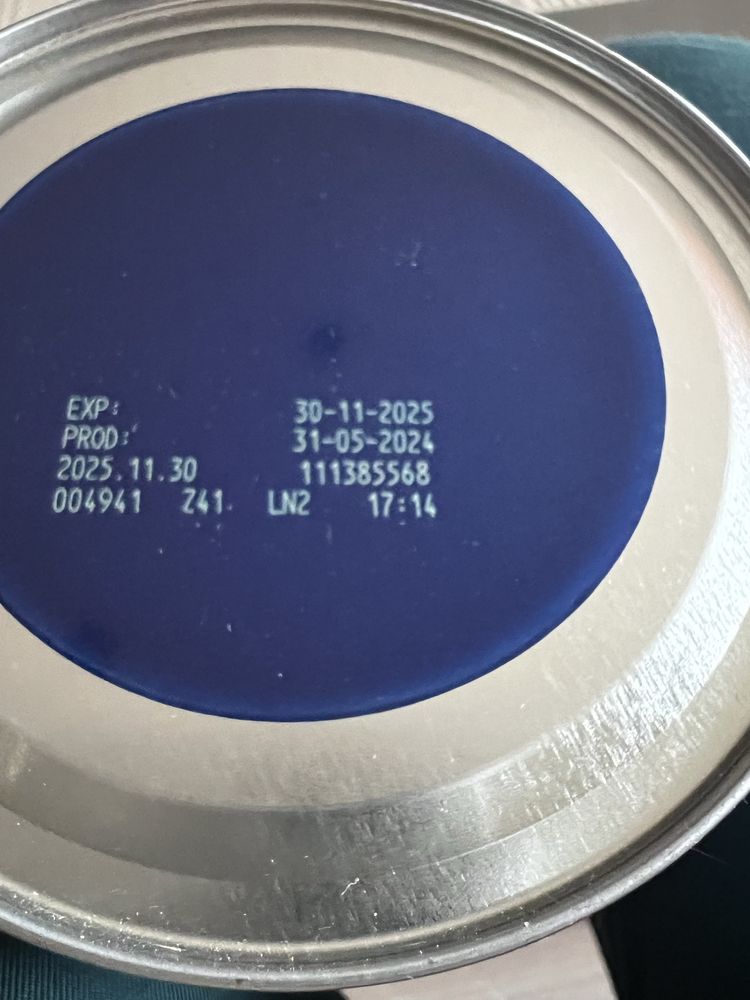 EXP: 30-11-2025
PROD: 31-05-2024
2025.11.30 111385568
004941 Z41 LN2 17:14